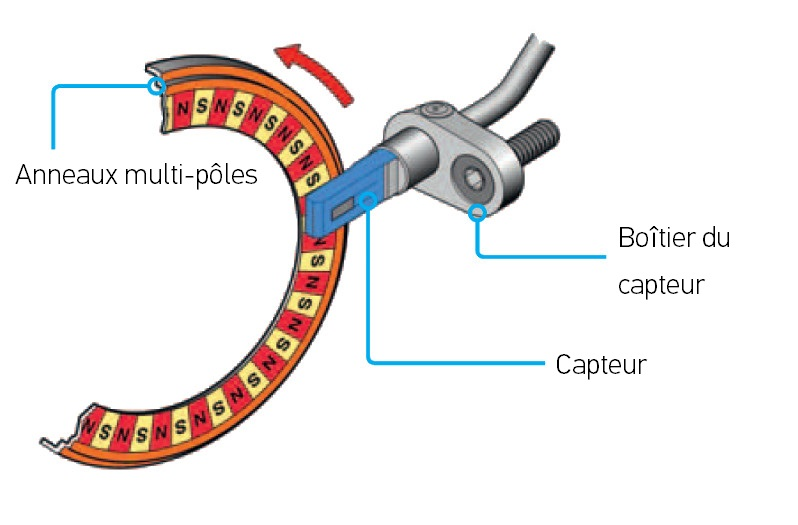 N S N S N S N S N S
Anneaux multi-pôles
N S N S N S N S N S N S N S N S N S N
Boîtier du
capteur
Capteur